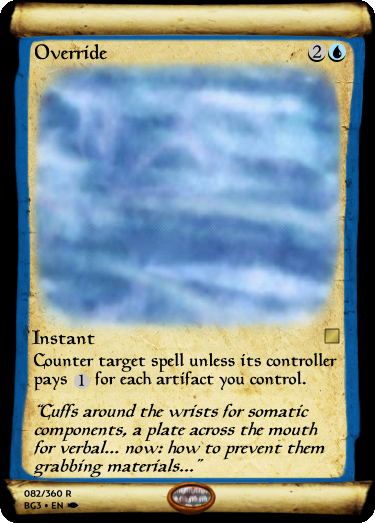 Override 2
Instant
Counter target spell unless its controller
pays 1 for each artifact you control.
"Cuffs around the wrists for somatic
components, a plate across the mouth
for verbal... now: how to prevent them
grabbing materials..."
082/360 R
BG3 • EN